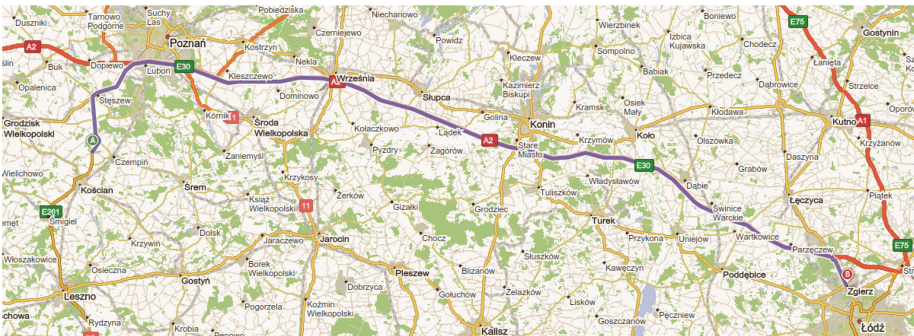 Duszniki
Tarnowo
Podgórne
Suchy
Las
Pobiedziska
Niechanowo
Wierzbinek
Boniewo
E75
Gostynin
Poznań
Kostrzyn
Czerniejewo
Powidz
Kleczew
Sompolno
Izbica
Kujawska
Chodecz
Łanięta
A2
Buk
Dopiewo
Luboń
E30
Kleszczewo
Nekla
Września
Kazimierz
Biskupi
Babiak
Przedecz
Dąbrowice
Strzelce
Opalenica
Stęszew
Dominowo
Słupca
Golina
Kramsk
Osiek
Mały
Kłodawa
Grodzisk
Wielkopolski
Kórnik
11
Środa
Wielkopolska
Kołaczkowo
Lądek
A2
Konin
Koło
Kutno
A1
Krzyżanów
A
Czempiń
Zaniemyśl
Pyzdry
Zagórów
Stare
Miasto
Krzymów
Olszówka
Daszyna
Wielichowo
Kościan
Śrem
Krzykosy
E30
Grabów
E261
Śmigiel
Książ
Wielkopolski
11
Żerków
Gizałki
Grodziec
Tuliszków
Władysławów
Dąbie
Świnice
Warckie
Łęczyca
Piątek
Krzywiń
Dolsk
Jaraczewo
Jarocin
Chocz
Turek
Przykona
Uniejów
Wartkowice
Parzęczew
E75
Włoszakowice
Osieczna
Gostyń
Borek
Wielkopolski
Pleszew
Blizanów
Słuszków
Kawęczyn
Poddębice
B
Zgierz
Leszno
Dobrzyca
Gołuchów
Żelazków
Lisków
Pęczniew
Pogorzela
Koźmin
Wielkopolski
Goszczanów
Rydzyna
Krobia
Kalisz
Łódź